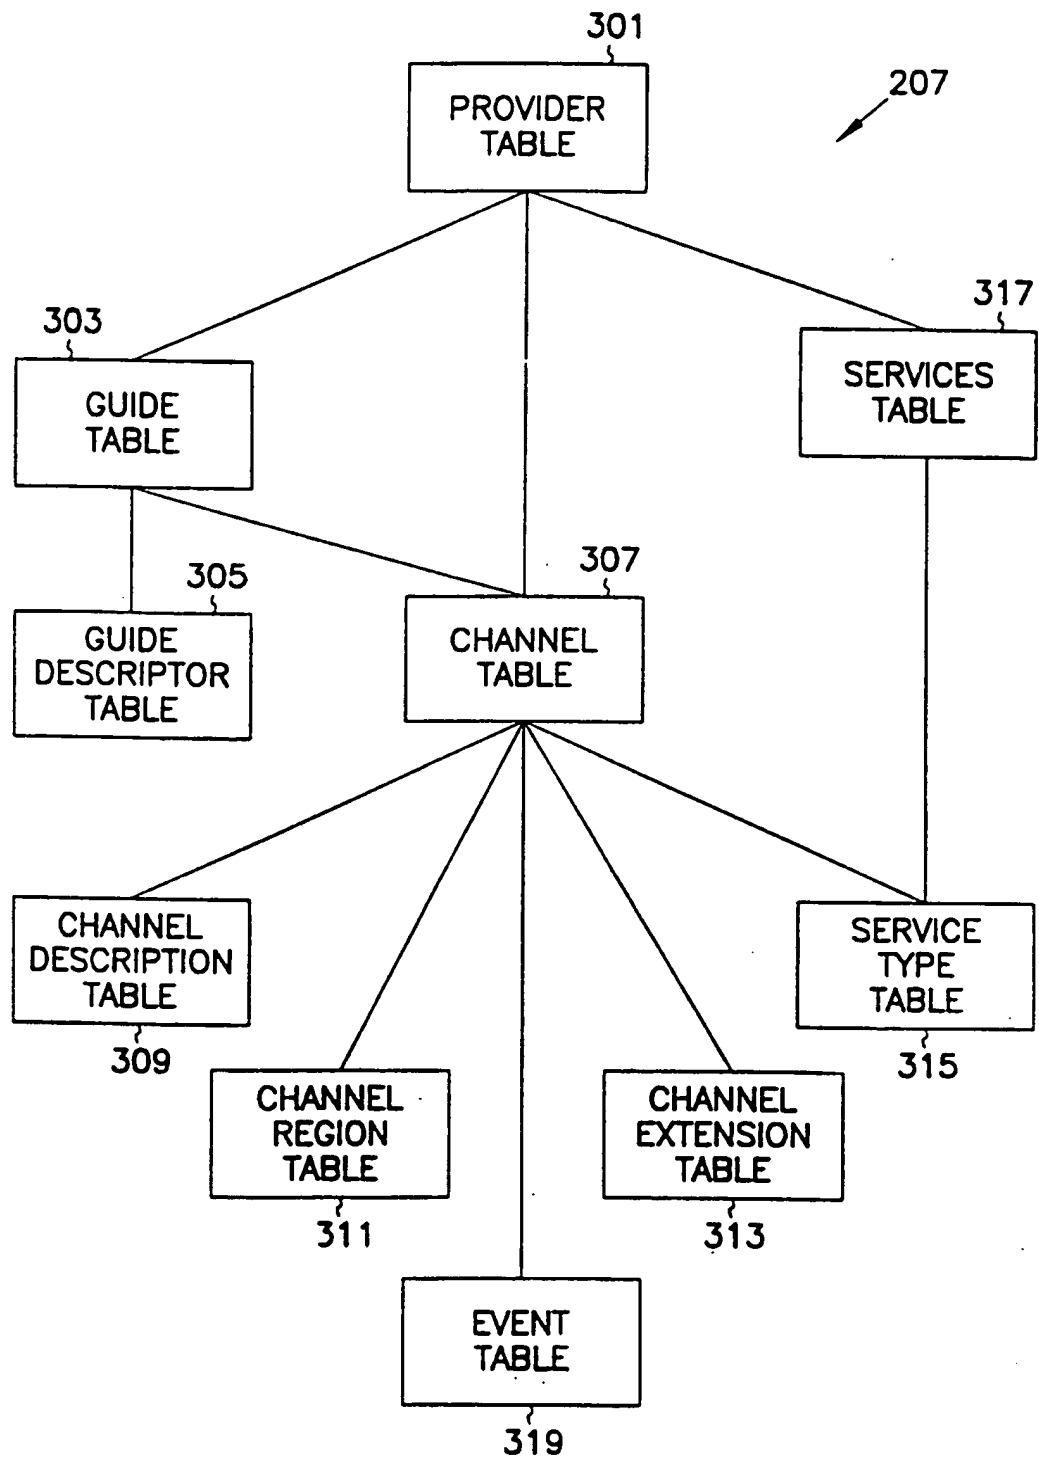 301
PROVIDER
TABLE
207
303
GUIDE
TABLE
317
SERVICES
TABLE
305
GUIDE
DESCRIPTOR
TABLE
307
CHANNEL
TABLE
CHANNEL
DESCRIPTION
TABLE
309
SERVICE
TYPE
TABLE
315
CHANNEL
REGION
TABLE
311
CHANNEL
EXTENSION
TABLE
313
EVENT
TABLE
319